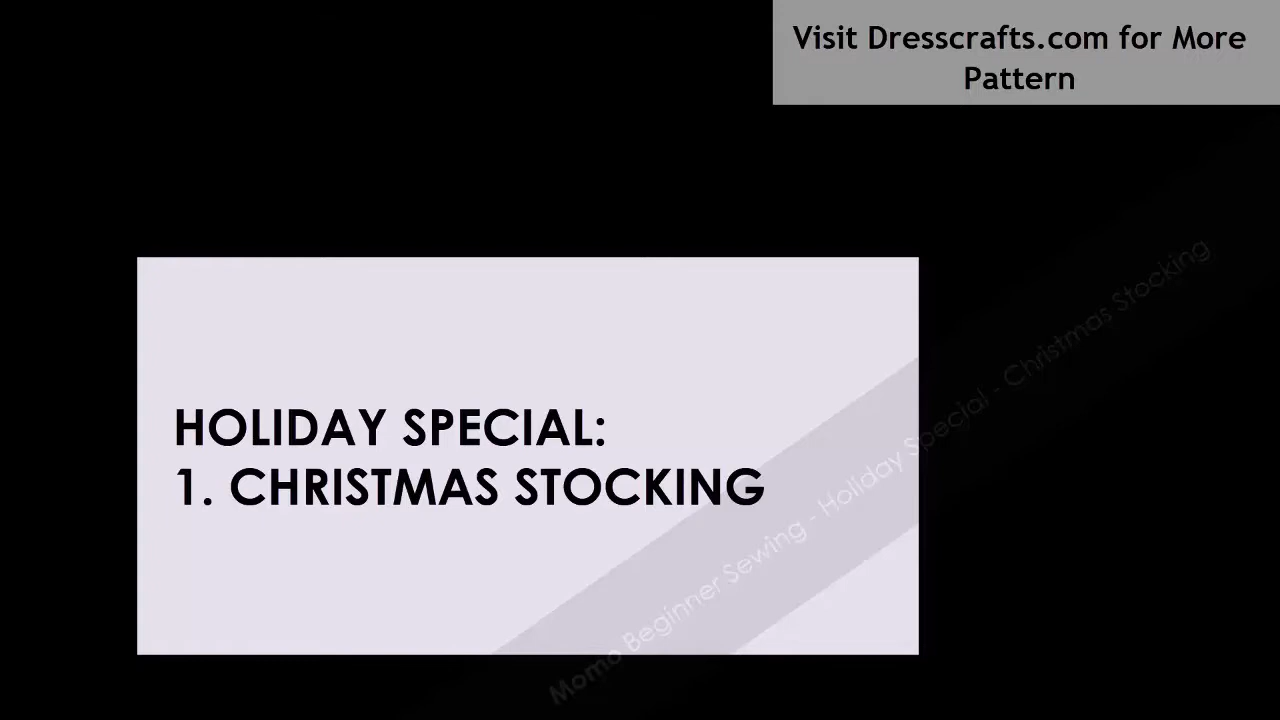 Visit Dresscrafts.com for More
Pattern
HOLIDAY SPECIAL:
1. CHRISTMAS STOCKING
Momo Beginner Sewing - Holiday Special - Christmas Stocking